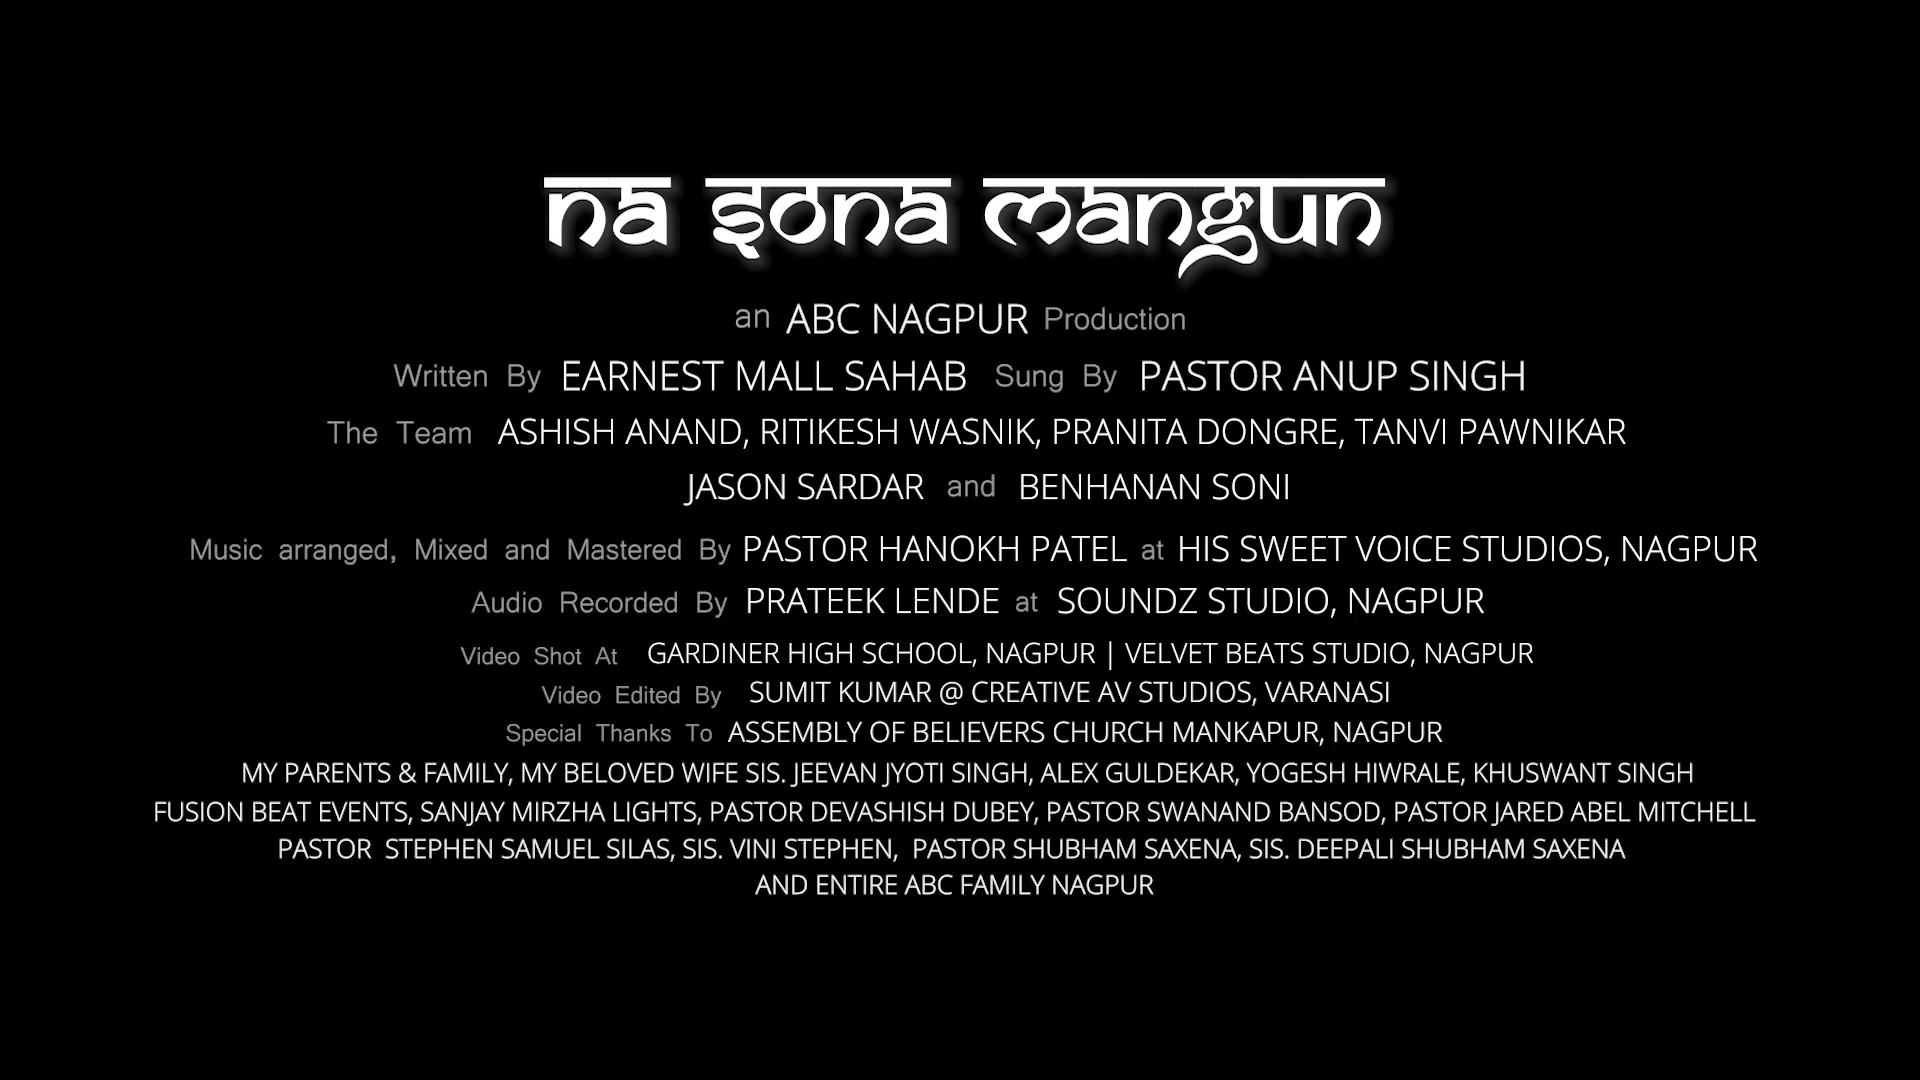 na sona mangun
an ABC NAGPUR Production
Written By EARNEST MALL SAHAB Sung By PASTOR ANUP SINGH
The Team ASHISH ANAND, RITIKESH WASNIK, PRANITA DONGRE, TANVI PAWNIKAR
JASON SARDAR and BENHANAN SONI
Music arranged, Mixed and Mastered By PASTOR HANOKH PATEL at HIS SWEET VOICE STUDIOS, NAGPUR
Audio Recorded By PRATEEK LENDE at SOUNDZ STUDIO, NAGPUR
Video Shot At GARDINER HIGH SCHOOL, NAGPUR | VELVET BEATS STUDIO, NAGPUR
Video Edited By SUMIT KUMAR @ CREATIVE AV STUDIOS, VARANASI
Special Thanks To ASSEMBLY OF BELIEVERS CHURCH MANKAPUR, NAGPUR
MY PARENTS & FAMILY, MY BELOVED WIFE SIS. JEEVAN JYOTI SINGH, ALEX GULDEKAR, YOGESH HIWRALE, KHUSWANT SINGH
FUSION BEAT EVENTS, SANJAY MIRZHA LIGHTS, PASTOR DEVASHISH DUBEY, PASTOR SWANAND BANSOD, PASTOR JARED ABEL MITCHELL
PASTOR STEPHEN SAMUEL SILAS, SIS. VINI STEPHEN, PASTOR SHUBHAM SAXENA, SIS. DEEPALI SHUBHAM SAXENA
AND ENTIRE ABC FAMILY NAGPUR